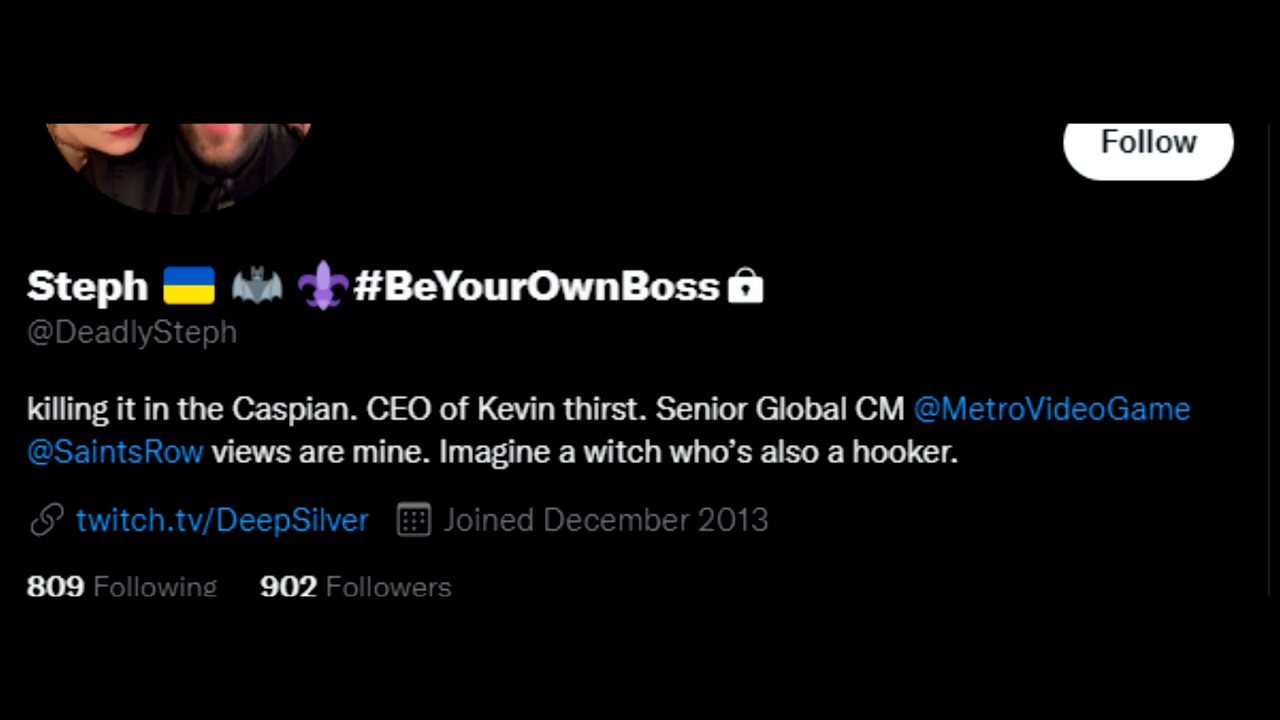 Follow
Steph 🇺🇦 🦇 ⚜#BeYourOwnBoss🔒
@DeadlySteph
killing it in the Caspian. CEO of Kevin thirst. Senior Global CM @MetroVideoGame
@SaintsRow views are mine. Imagine a witch who’s also a hooker.
twitch.tv/DeepSilver Joined December 2013
809 Following 902 Followers